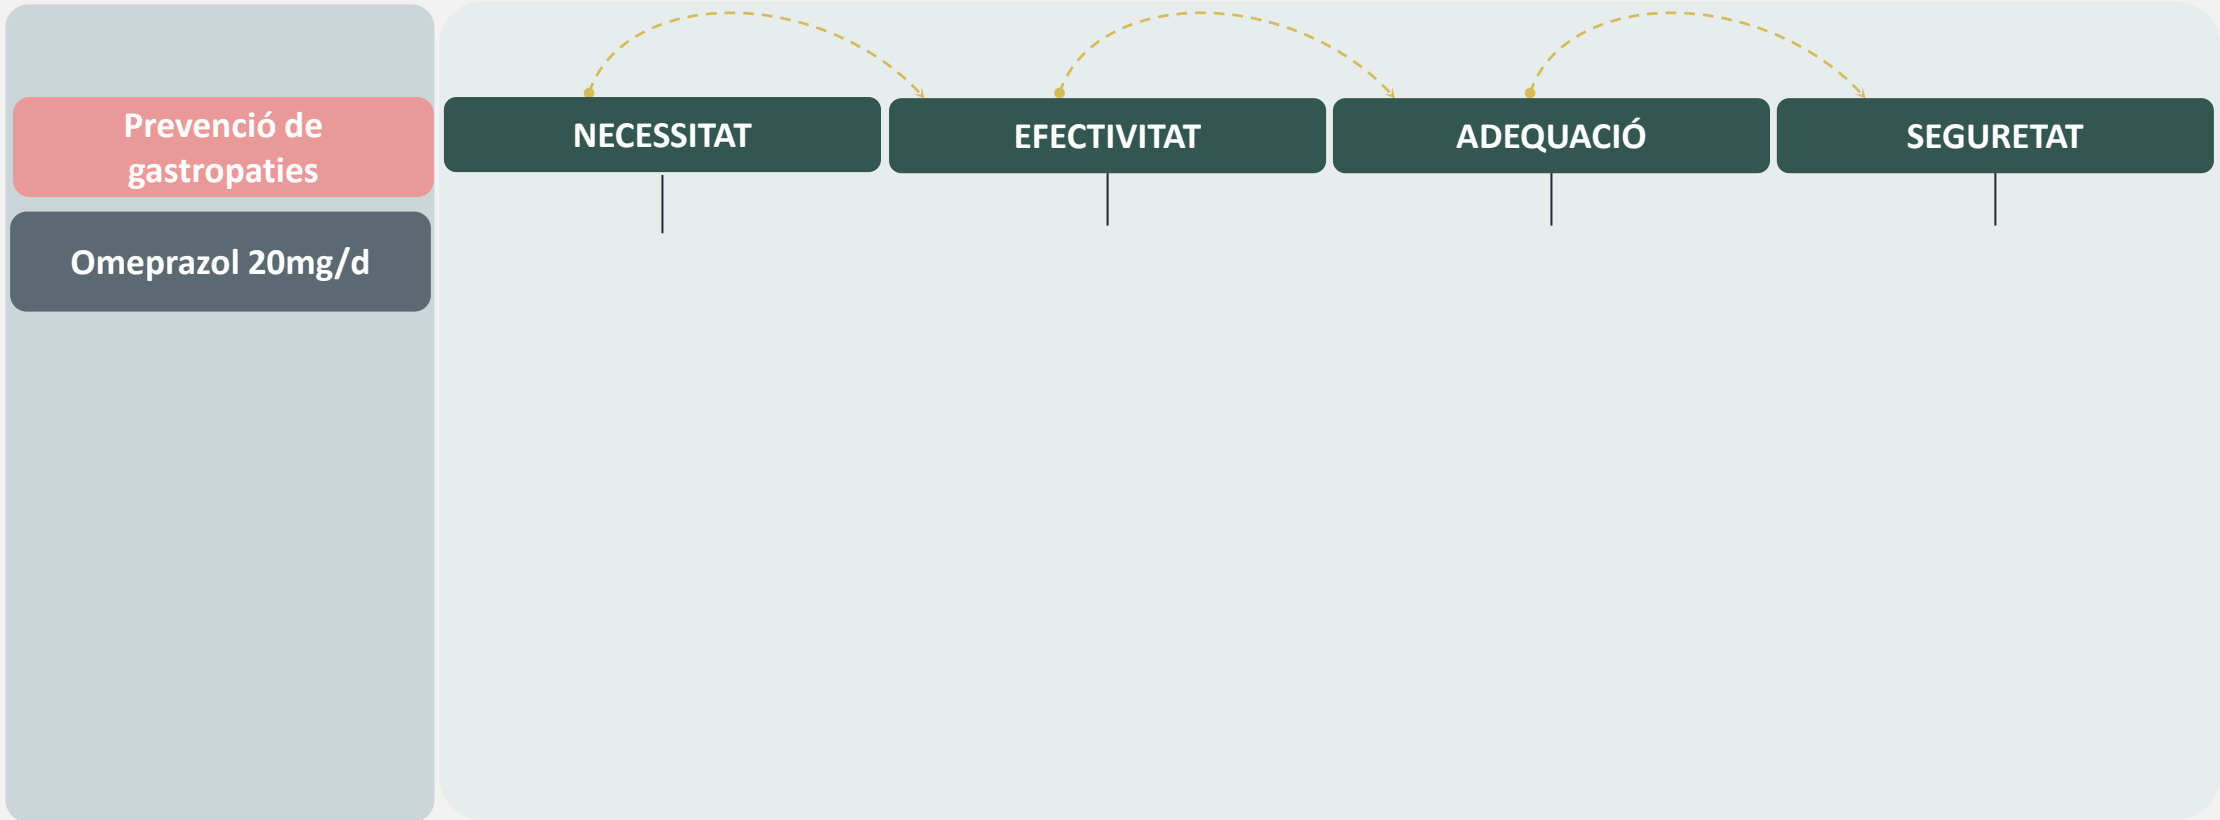 Prevenció de
gastropaties
Omeprazol 20mg/d
NECESSITAT
EFECTIVITAT
ADEQUACIÓ
SEGURETAT